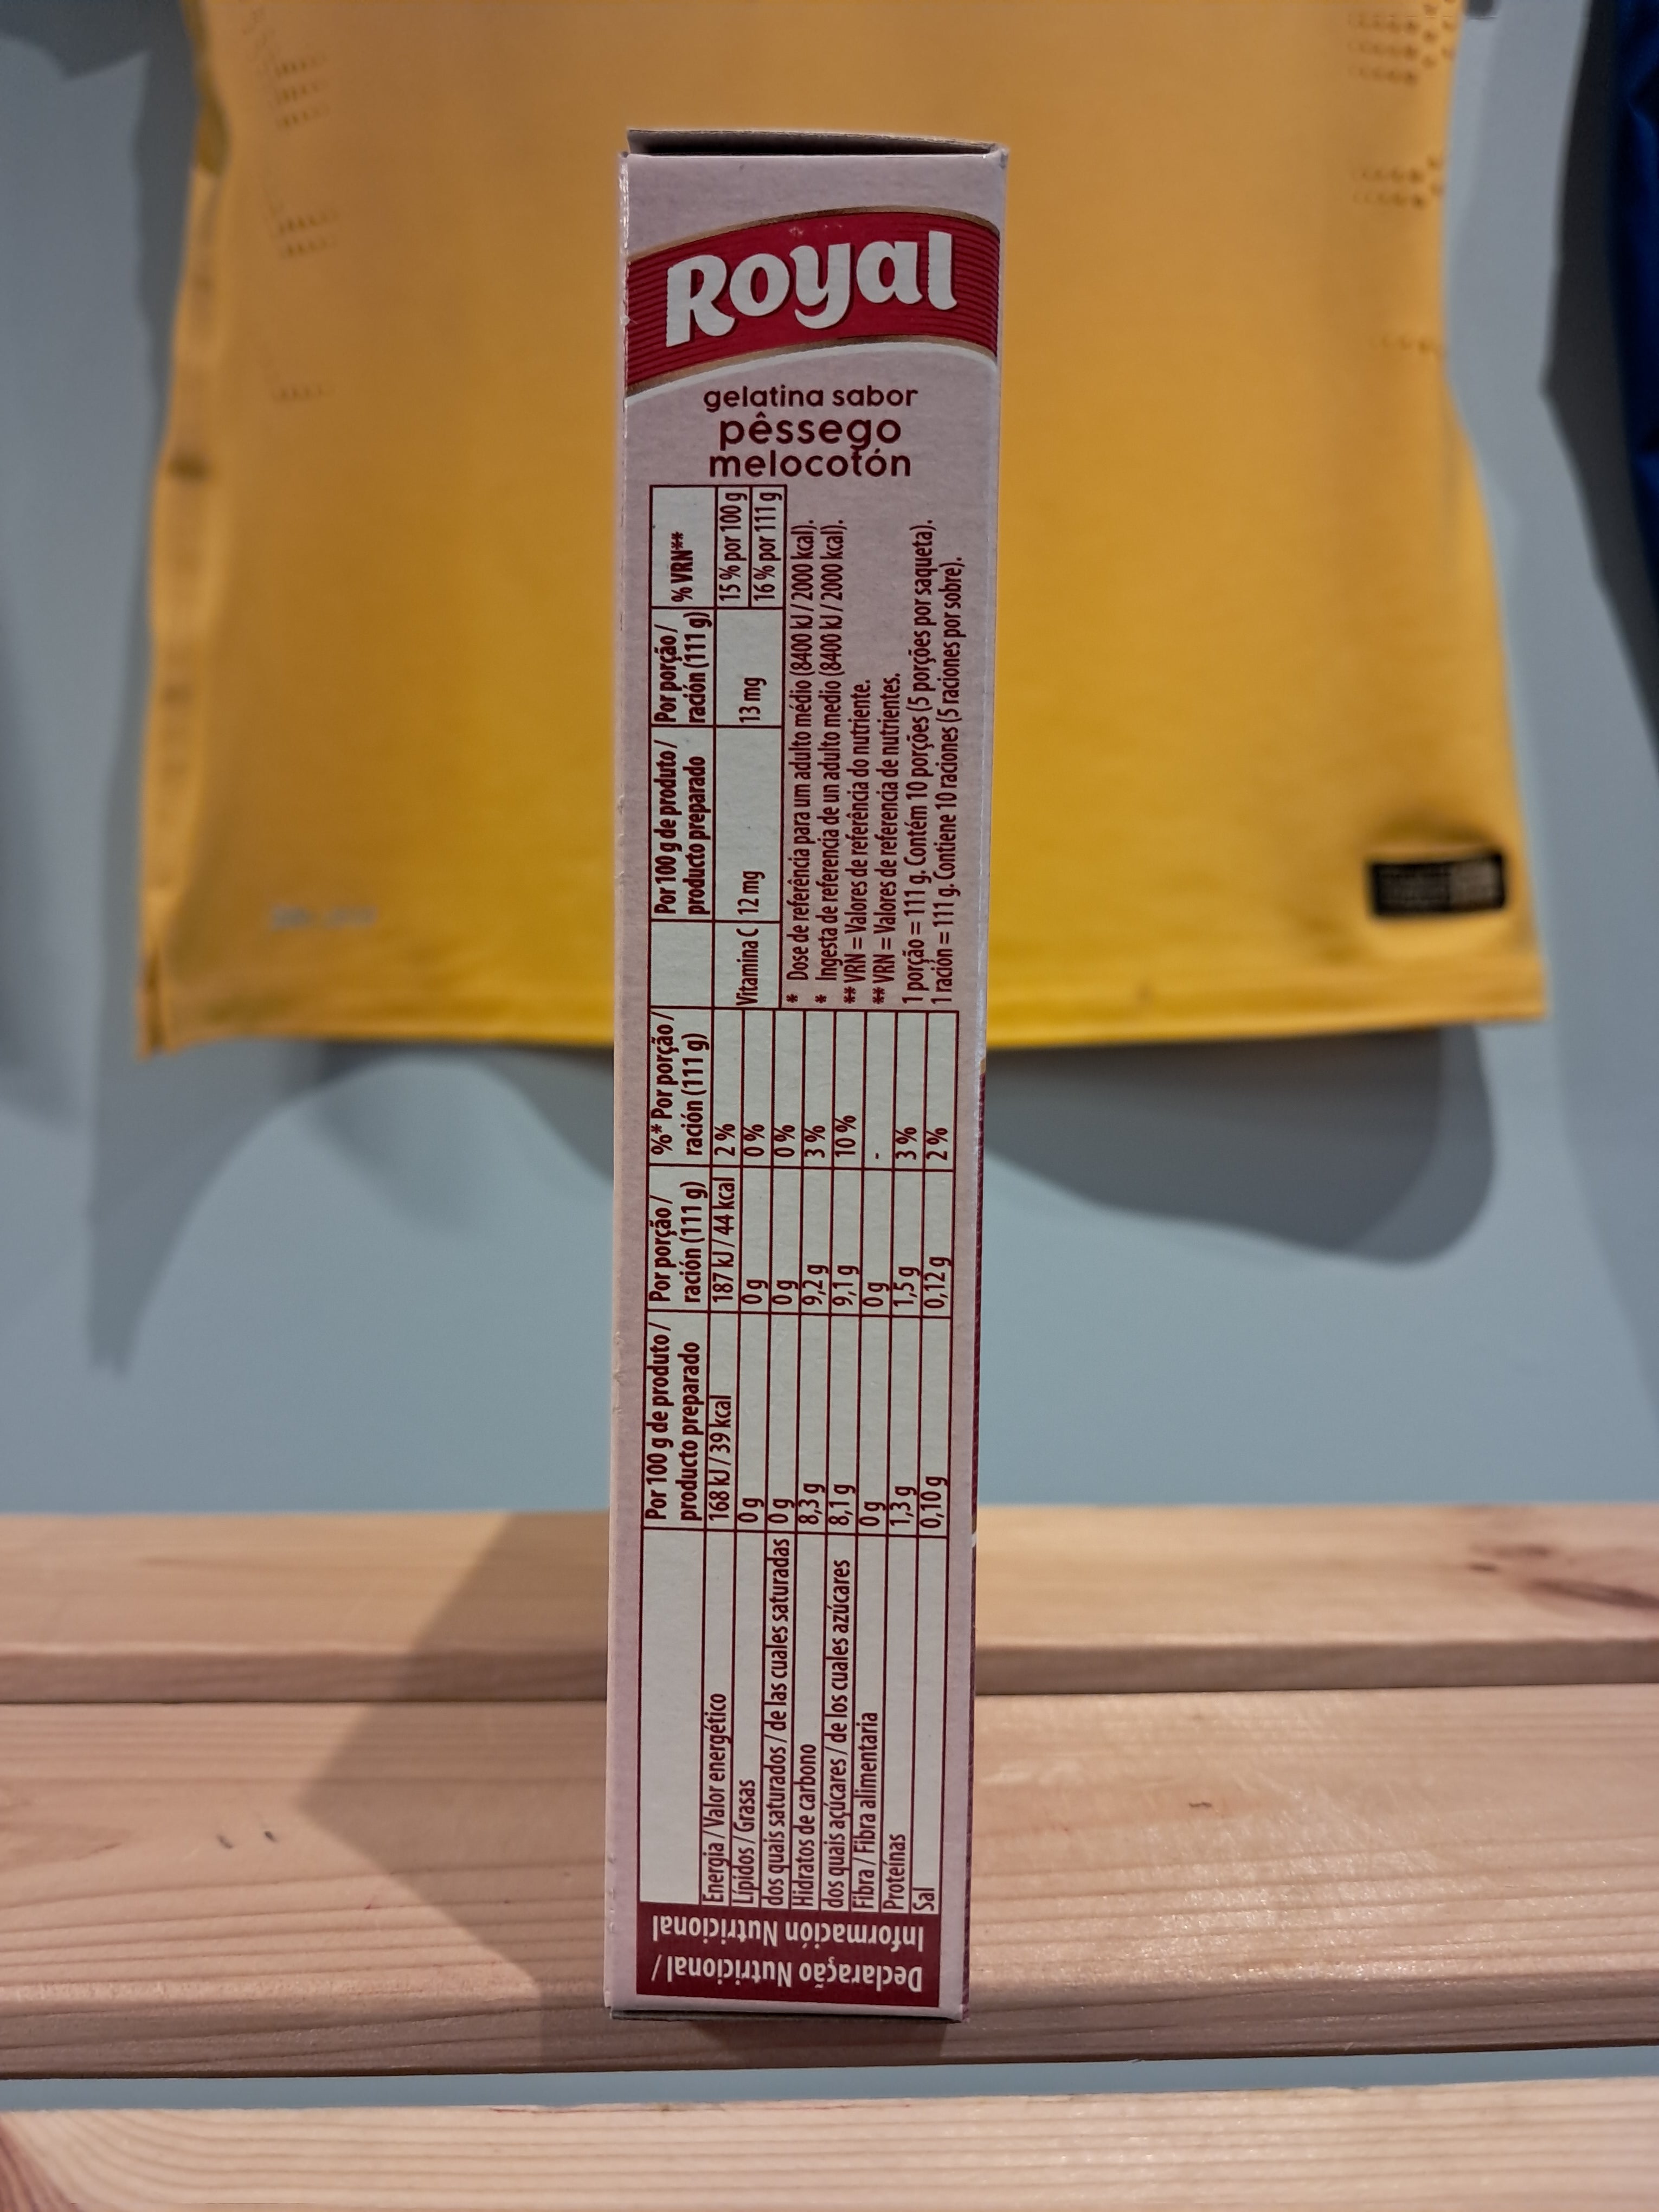 Royal
gelatina sabor
pêssego
melocotón
Declaração Nutricional /
Información Nutricional
Por 100 g de produto / producto preparado
Por porção / ración (111 g)
%* Por porção / ración (111 g)
Energia / Valor energético 168 kJ / 39 kcal 187 kJ / 44 kcal 2 %
Lípidos / Grasas 0 g 0 g 0 %
dos quais saturados / de las cuales saturadas 0 g 0 g 0 %
Hidratos de carbono 8,3 g 9,2 g 3 %
dos quais açúcares / de los cuales azúcares 8,1 g 9,1 g 10 %
Fibra / Fibra alimentaria 0 g 0 g -
Proteínas 1,3 g 1,5 g 3 %
Sal 0,10 g 0,12 g 2 %
Por 100 g de produto / producto preparado
Por porção / ración (111 g)
% VRN**
Vitamina C 12 mg 13 mg 15 % por 100 g
16 % por 111 g
* Dose de referência para um adulto médio (8400 kJ / 2000 kcal).
* Ingesta de referencia de un adulto medio (8400 kJ / 2000 kcal).
** VRN = Valores de referência do nutriente.
** VRN = Valores de referencia de nutrientes.
1 porção = 111 g. Contém 10 porções (5 porções por saqueta).
1 ración = 111 g. Contiene 10 raciones (5 raciones por sobre).